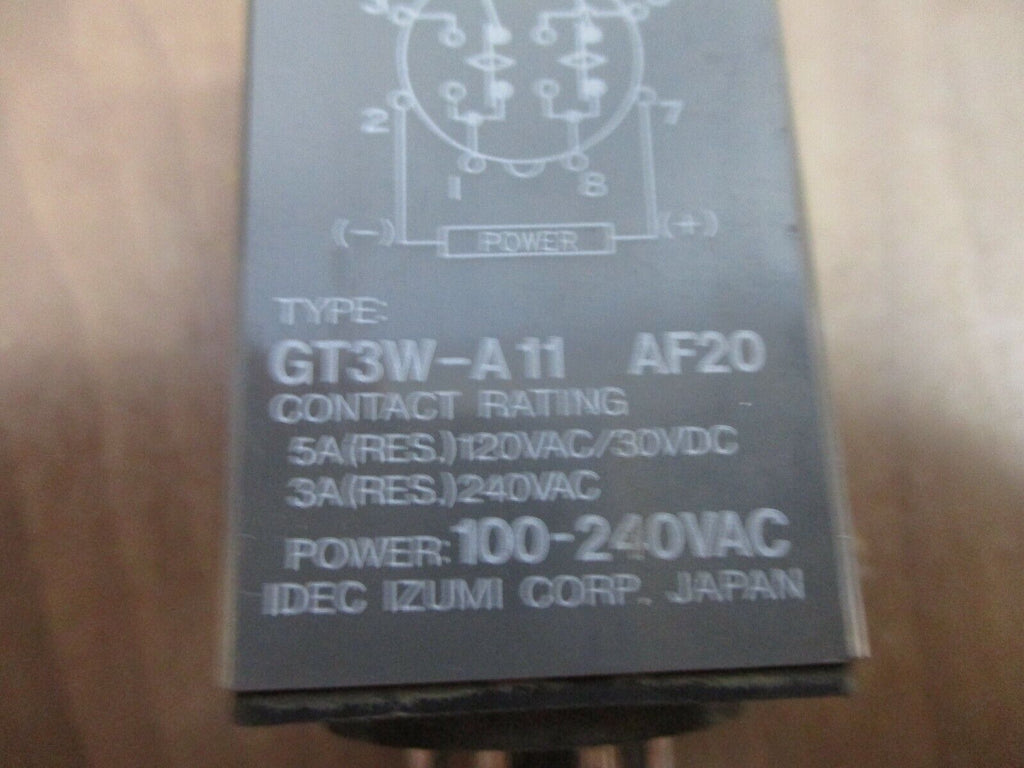 3
2 7
1 8
(-) POWER (+)
TYPE:
GT3W-A11 AF20
CONTACT RATING
5A(RES.)120VAC/30VDC
3A(RES.)240VAC
POWER:100-240VAC
IDEC IZUMI CORP. JAPAN